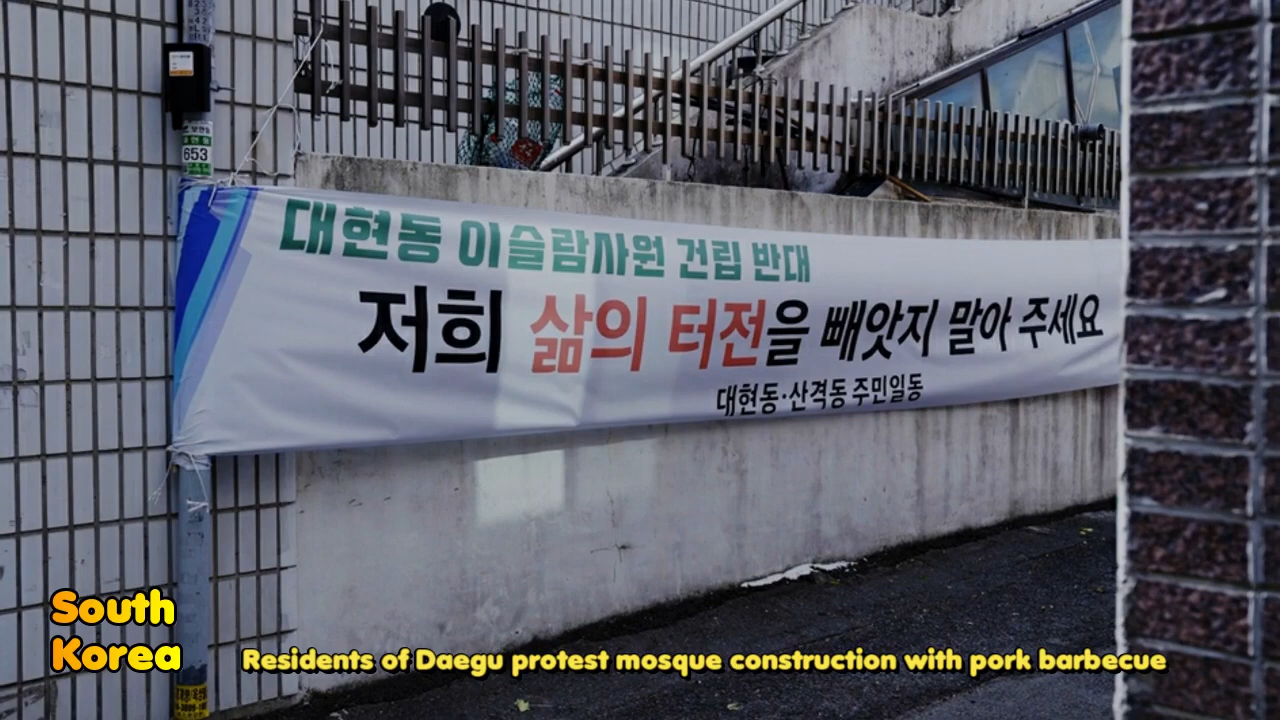 653
대현동 이슬람사원 건립 반대
저희 삶의 터전을 빼앗지 말아 주세요
대현동·산격동 주민일동
South
Korea
Residents of Daegu protest mosque construction with pork barbecue